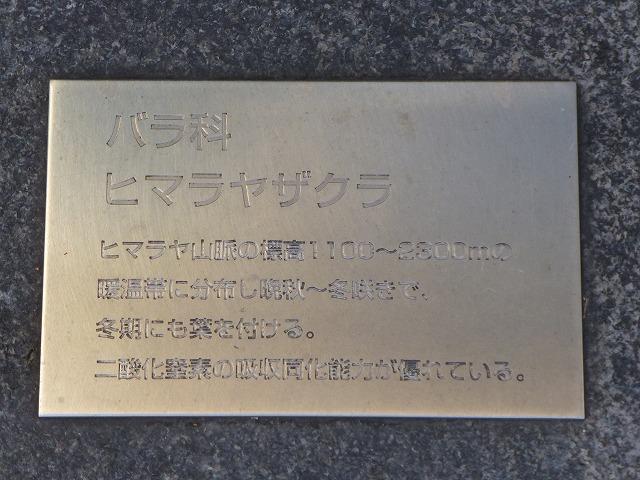 バラ科
ヒマラヤザクラ
ヒマラヤ山脈の標高1100～2300mの
暖温帯に分布し晩秋～冬咲きで、
冬期にも葉を付ける。
二酸化窒素の吸収同化能力が優れている。